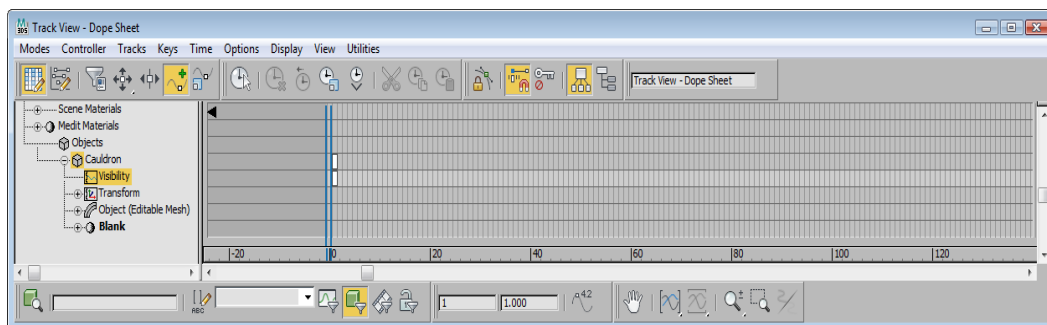 Track View - Dope Sheet
Modes Controller Tracks Keys Time Options Display View Utilities
Track View - Dope Sheet
Scene Materials
Medit Materials
Objects
Cauldron
Visibility
Transform
Object (Editable Mesh)
Blank
-20 0 20 40 60 80 100 120
ABC
1 1.000 42